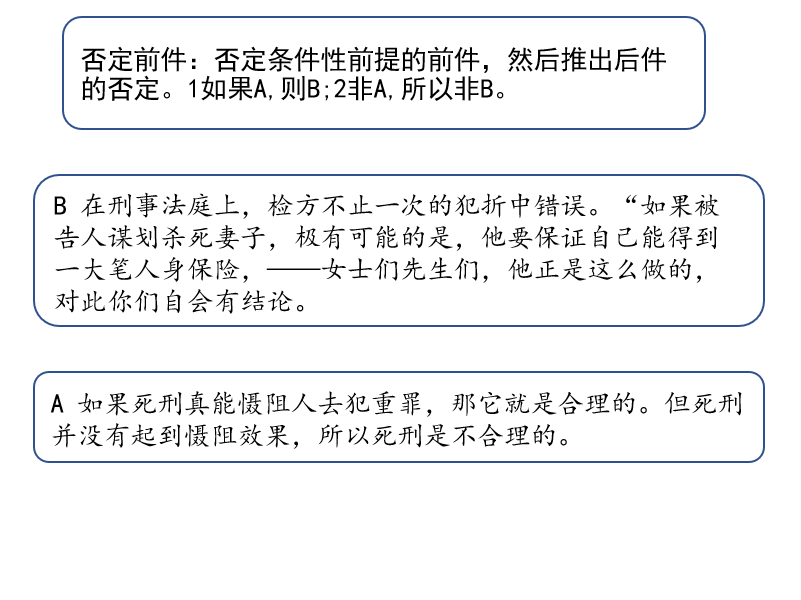 否定前件：否定条件性前提的前件，然后推出后件
的否定。1如果A,则B;2非A,所以非B。
B 在刑事法庭上，检方不止一次的犯折中错误。“如果被
告人谋划杀死妻子，极有可能的是，他要保证自己能得到
一大笔人身保险，——女士们先生们，他正是这么做的，
对此你们自会有结论。
A 如果死刑真能慑阻人去犯重罪，那它就是合理的。但死刑
并没有起到慑阻效果，所以死刑是不合理的。